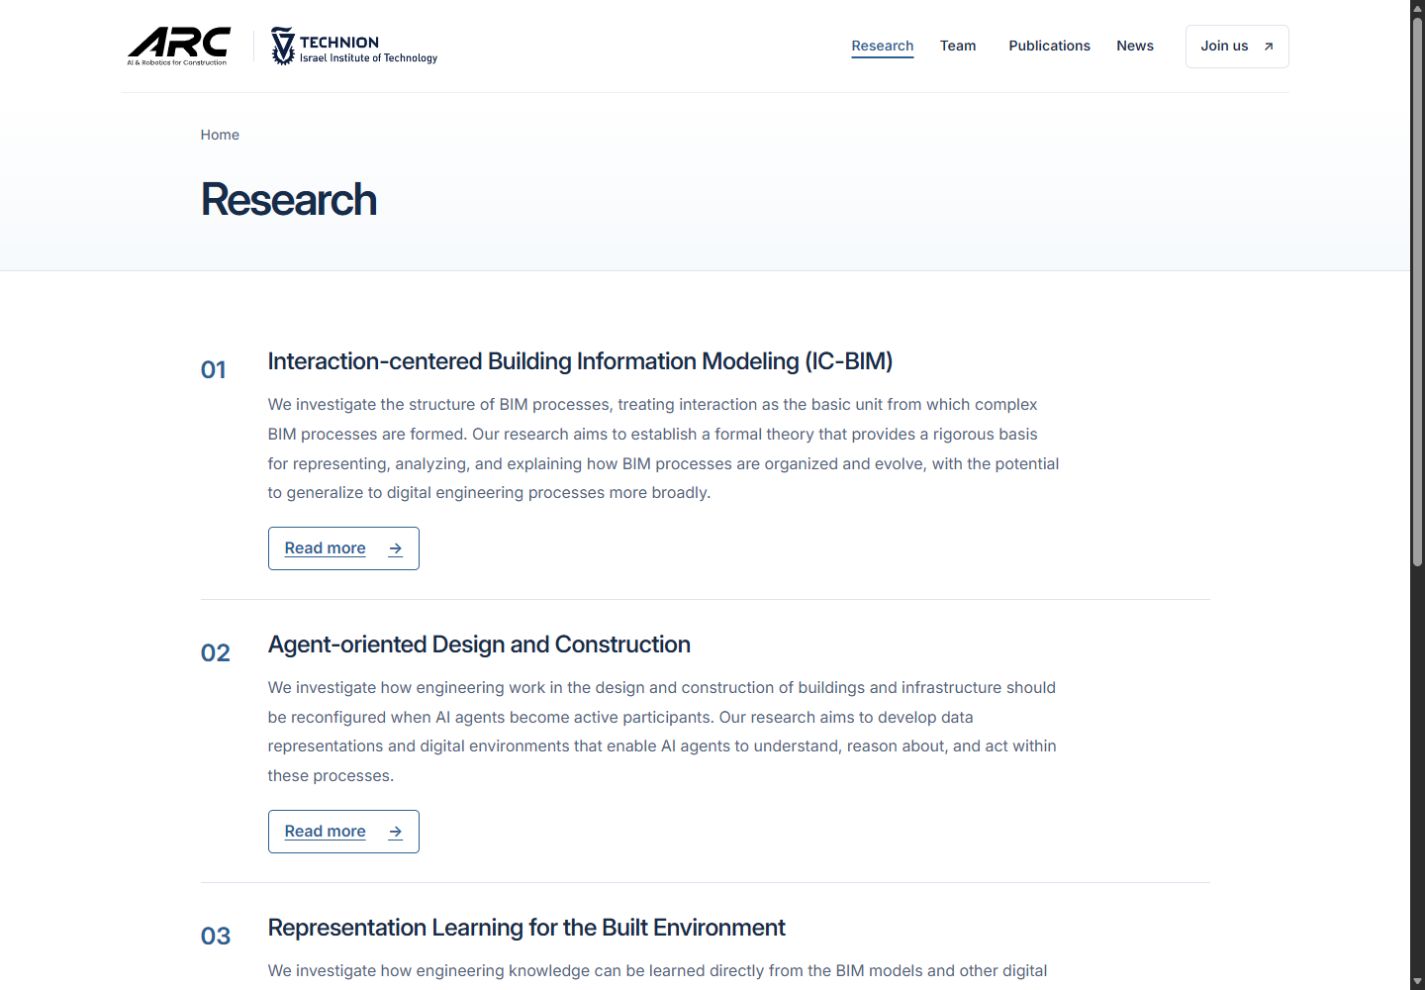 ARC
AI & Robotics for Construction
TECHNION
Israel Institute of Technology
Research
Team
Publications
News
Join us ↗
Home
Research
01
Interaction-centered Building Information Modeling (IC-BIM)
We investigate the structure of BIM processes, treating interaction as the basic unit from which complex
BIM processes are formed. Our research aims to establish a formal theory that provides a rigorous basis
for representing, analyzing, and explaining how BIM processes are organized and evolve, with the potential
to generalize to digital engineering processes more broadly.
Read more →
02
Agent-oriented Design and Construction
We investigate how engineering work in the design and construction of buildings and infrastructure should
be reconfigured when AI agents become active participants. Our research aims to develop data
representations and digital environments that enable AI agents to understand, reason about, and act within
these processes.
Read more →
03
Representation Learning for the Built Environment
We investigate how engineering knowledge can be learned directly from the BIM models and other digital